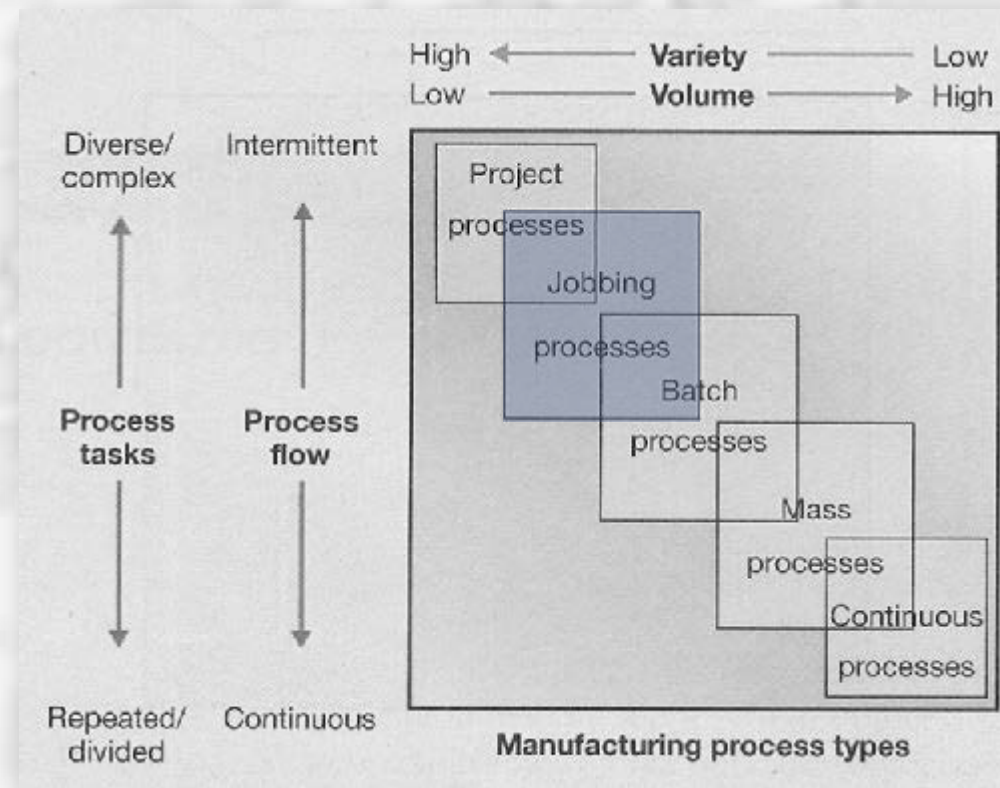 High Variety Low
Low Volume High
Diverse/
complex
Intermittent
Process
tasks
Process
flow
Repeated/
divided
Continuous
Project
processes
Jobbing
processes
Batch
processes
Mass
processes
Continuous
processes
Manufacturing process types